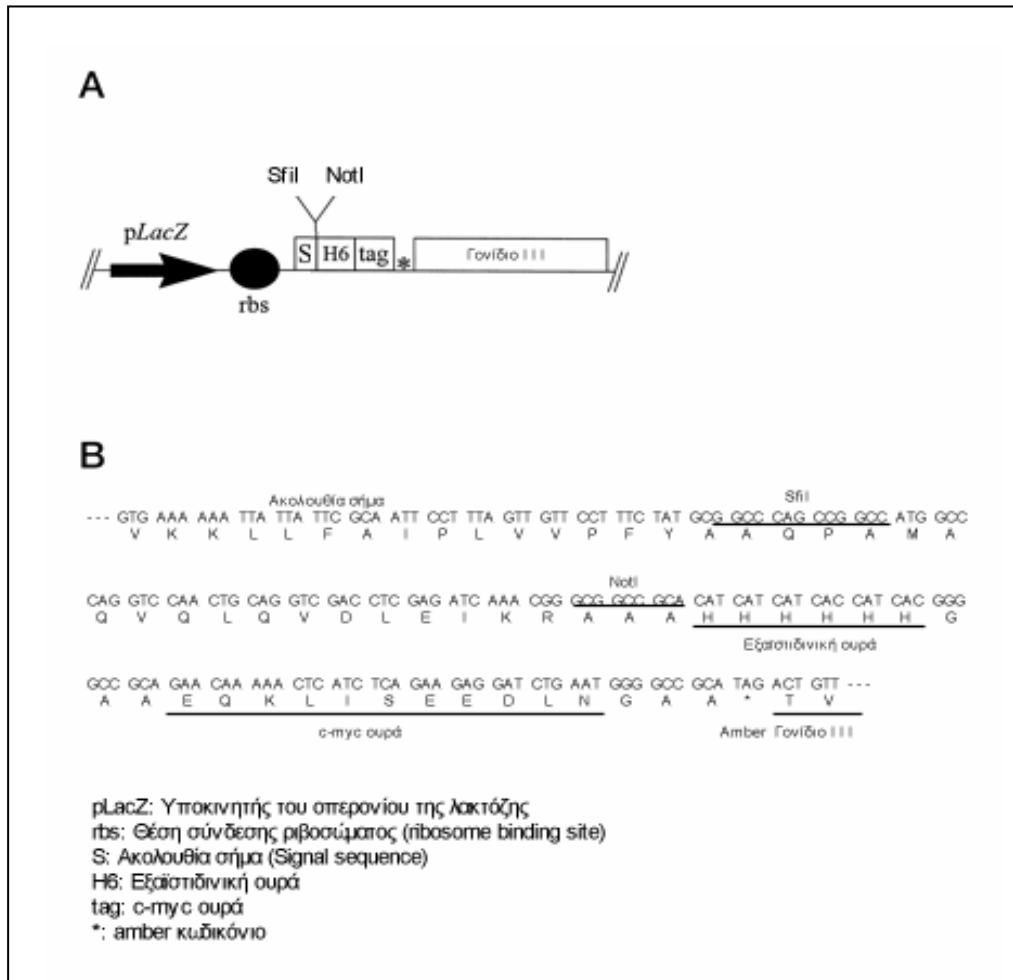 A
SfiI NotI
pLacZ
S H6 tag * Γονίδιο III
rbs
B
Ακολουθία σήμα SfiI
--- GTG AAA AAA TTA TTA TTC GCA ATT CCT TTA GTT GTT CCT TTC TAT GCG GCC CAG CCG GCC ATG GCC
V K K L L F A I P L V V P F Y A A Q P A M A
NotI
CAG GTC CAA CTG CAG GTC GAC CTC GAG ATC AAA CGG GCG GCC GCA CAT CAT CAT CAC CAT CAC GGG
Q V Q L Q V D L E I K R A A A H H H H H H G
Εξαϊστιδινική ουρά
GCC GCA GAA CAA AAA CTC ATC TCA GAA GAG GAT CTG AAT GGG GCC GCA TAG ACT GTT ---
A A E Q K L I S E E D L N G A A * T V
c-myc ουρά Amber Γονίδιο III
pLacZ: Υποκινητής του οπερονίου της λακτόζης
rbs: Θέση σύνδεσης ριβοσώματος (ribosome binding site)
S: Ακολουθία σήμα (Signal sequence)
H6: Εξαϊστιδινική ουρά
tag: c-myc ουρά
*: amber κωδικόνιο